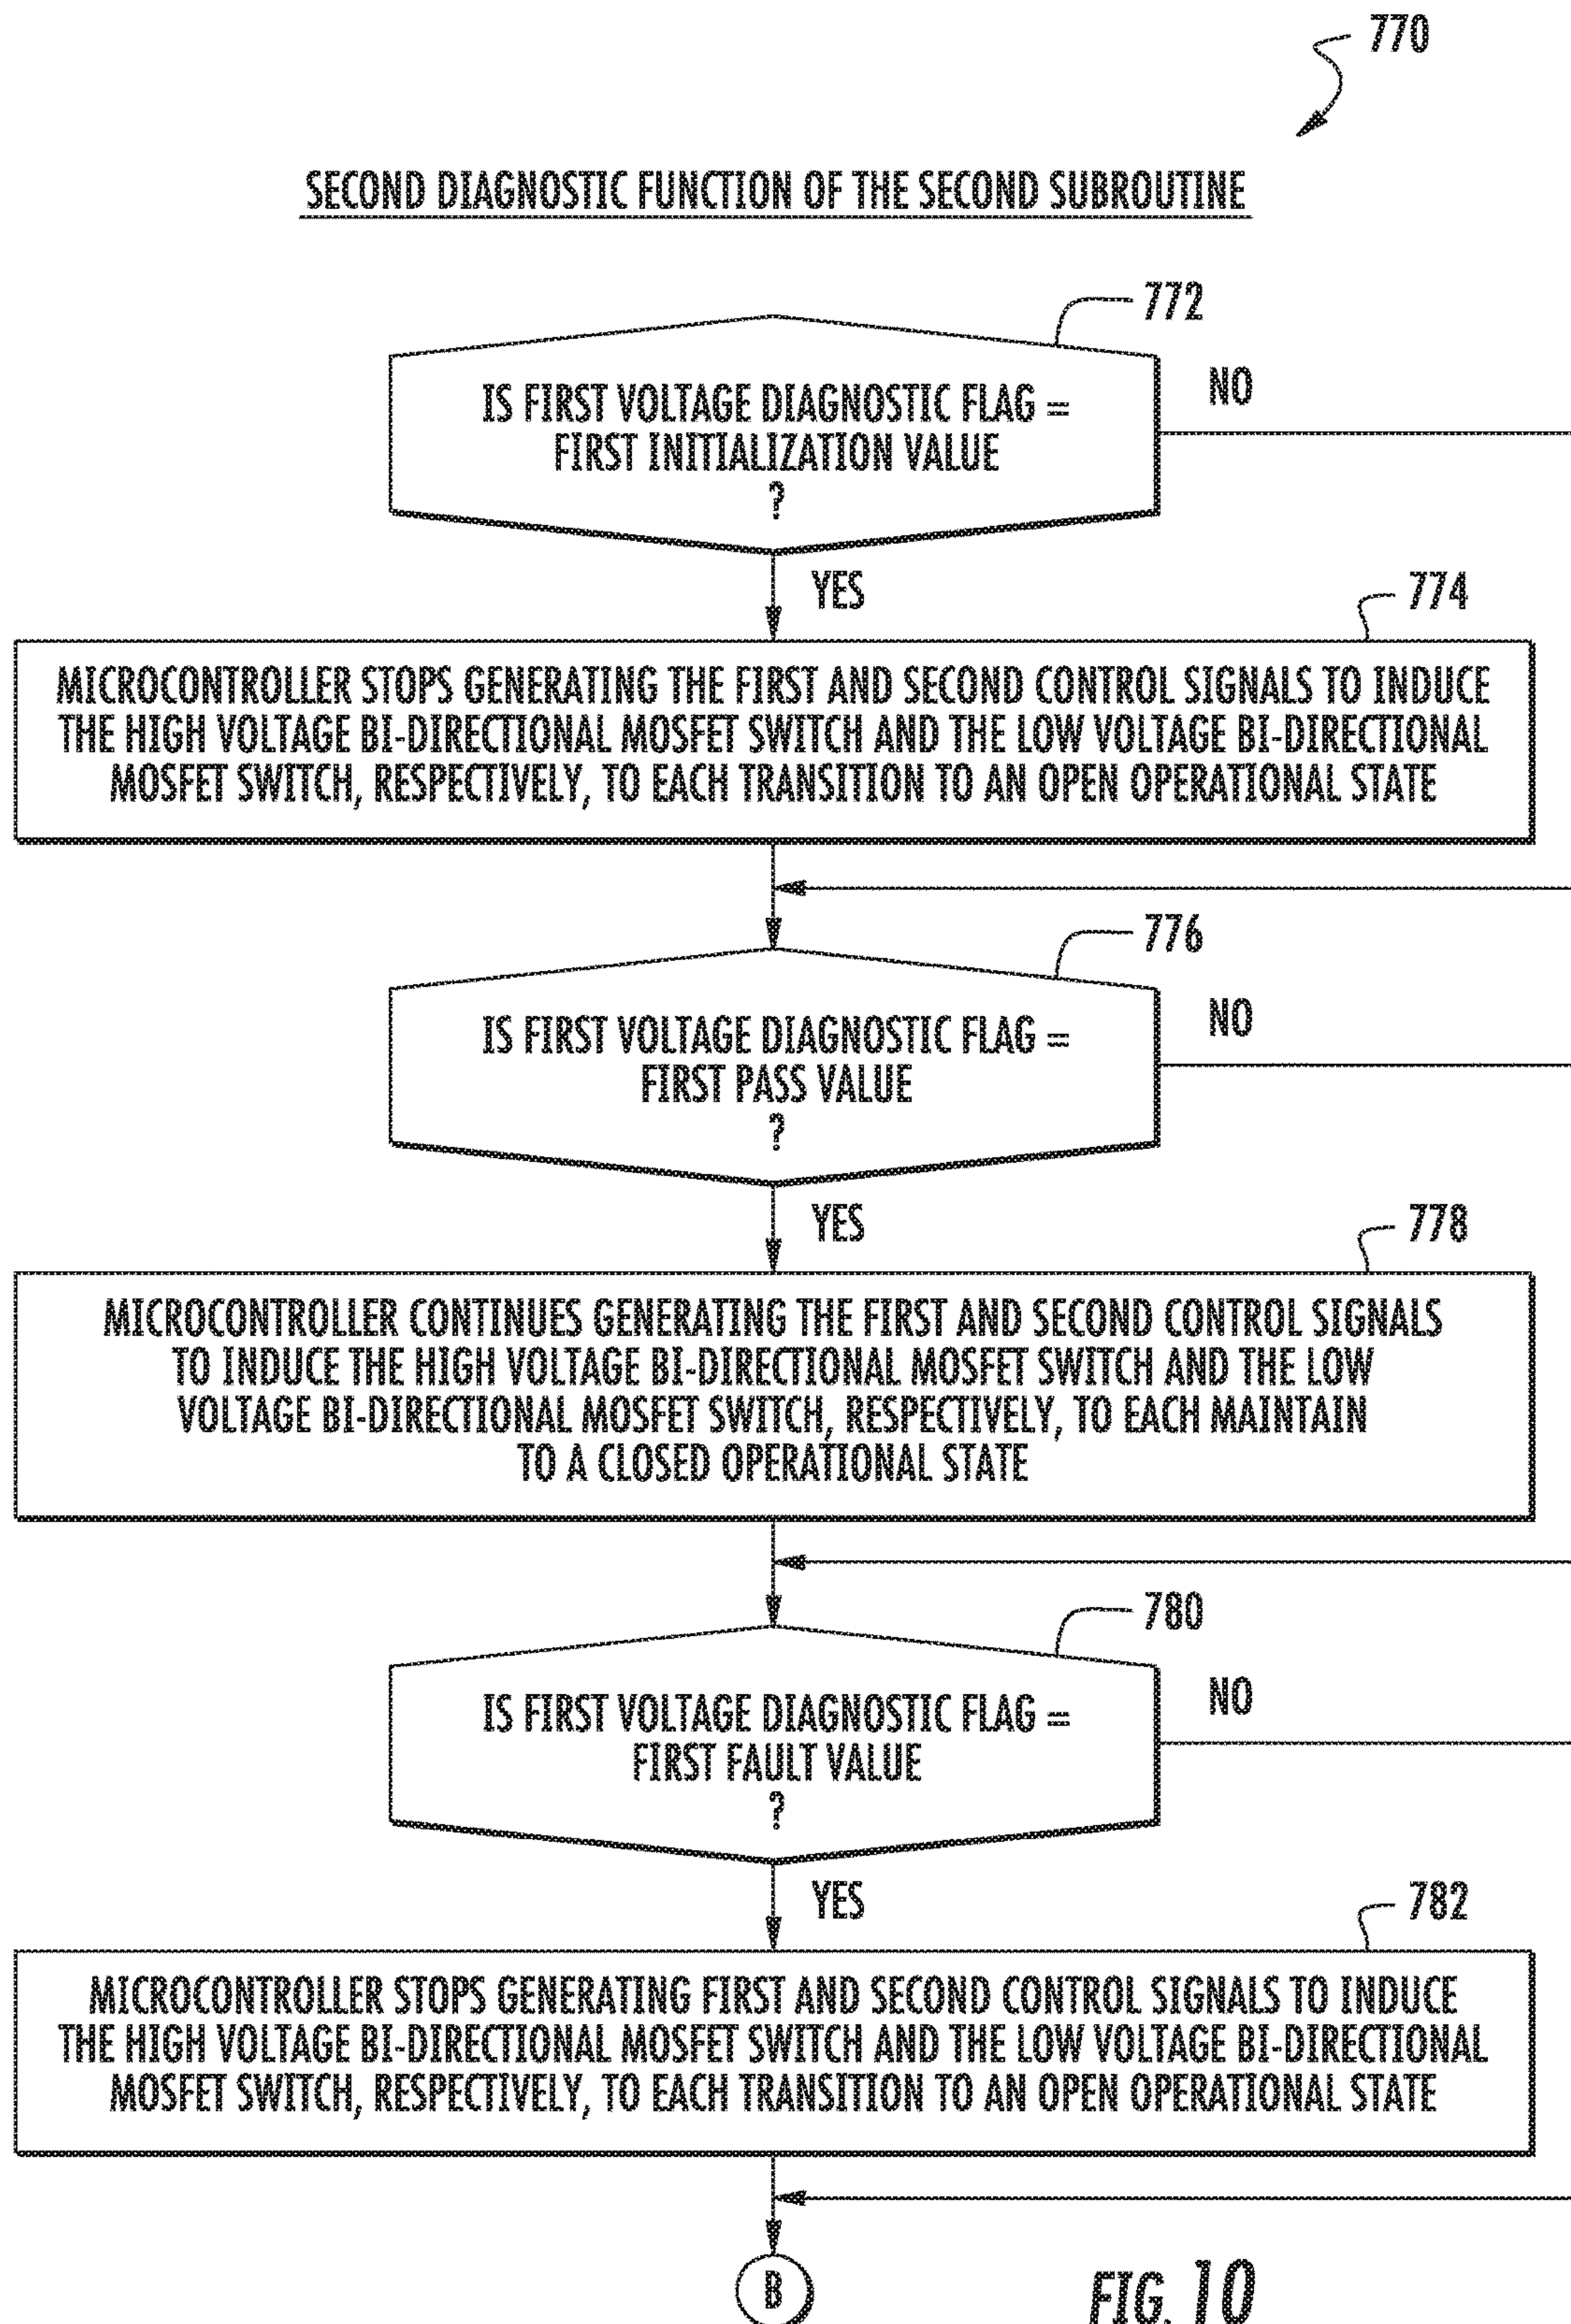 770
SECOND DIAGNOSTIC FUNCTION OF THE SECOND SUBROUTINE
772
IS FIRST VOLTAGE DIAGNOSTIC FLAG =
FIRST INITIALIZATION VALUE
?
NO
YES
774
MICROCONTROLLER STOPS GENERATING THE FIRST AND SECOND CONTROL SIGNALS TO INDUCE
THE HIGH VOLTAGE BI-DIRECTIONAL MOSFET SWITCH AND THE LOW VOLTAGE BI-DIRECTIONAL
MOSFET SWITCH, RESPECTIVELY, TO EACH TRANSITION TO AN OPEN OPERATIONAL STATE
776
IS FIRST VOLTAGE DIAGNOSTIC FLAG =
FIRST PASS VALUE
?
NO
YES
778
MICROCONTROLLER CONTINUES GENERATING THE FIRST AND SECOND CONTROL SIGNALS
TO INDUCE THE HIGH VOLTAGE BI-DIRECTIONAL MOSFET SWITCH AND THE LOW
VOLTAGE BI-DIRECTIONAL MOSFET SWITCH, RESPECTIVELY, TO EACH MAINTAIN
TO A CLOSED OPERATIONAL STATE
780
IS FIRST VOLTAGE DIAGNOSTIC FLAG =
FIRST FAULT VALUE
?
NO
YES
782
MICROCONTROLLER STOPS GENERATING FIRST AND SECOND CONTROL SIGNALS TO INDUCE
THE HIGH VOLTAGE BI-DIRECTIONAL MOSFET SWITCH AND THE LOW VOLTAGE BI-DIRECTIONAL
MOSFET SWITCH, RESPECTIVELY, TO EACH TRANSITION TO AN OPEN OPERATIONAL STATE
B
FIG. 10